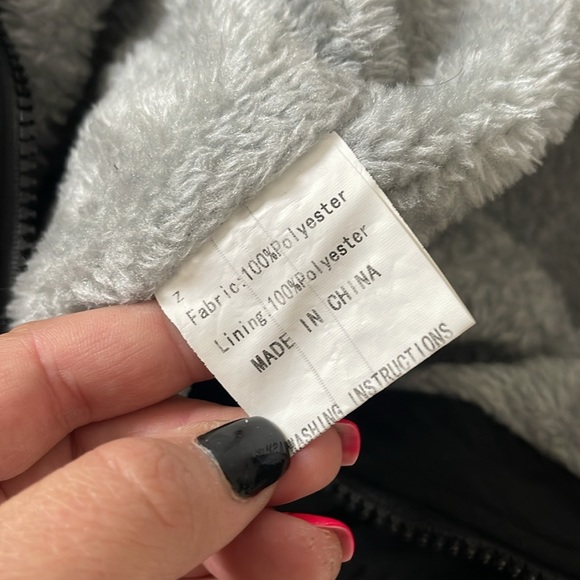 Z
Fabric:100%Polyester
Lining:100%Polyester
MADE IN CHINA
WASHING INSTRUCTIONS